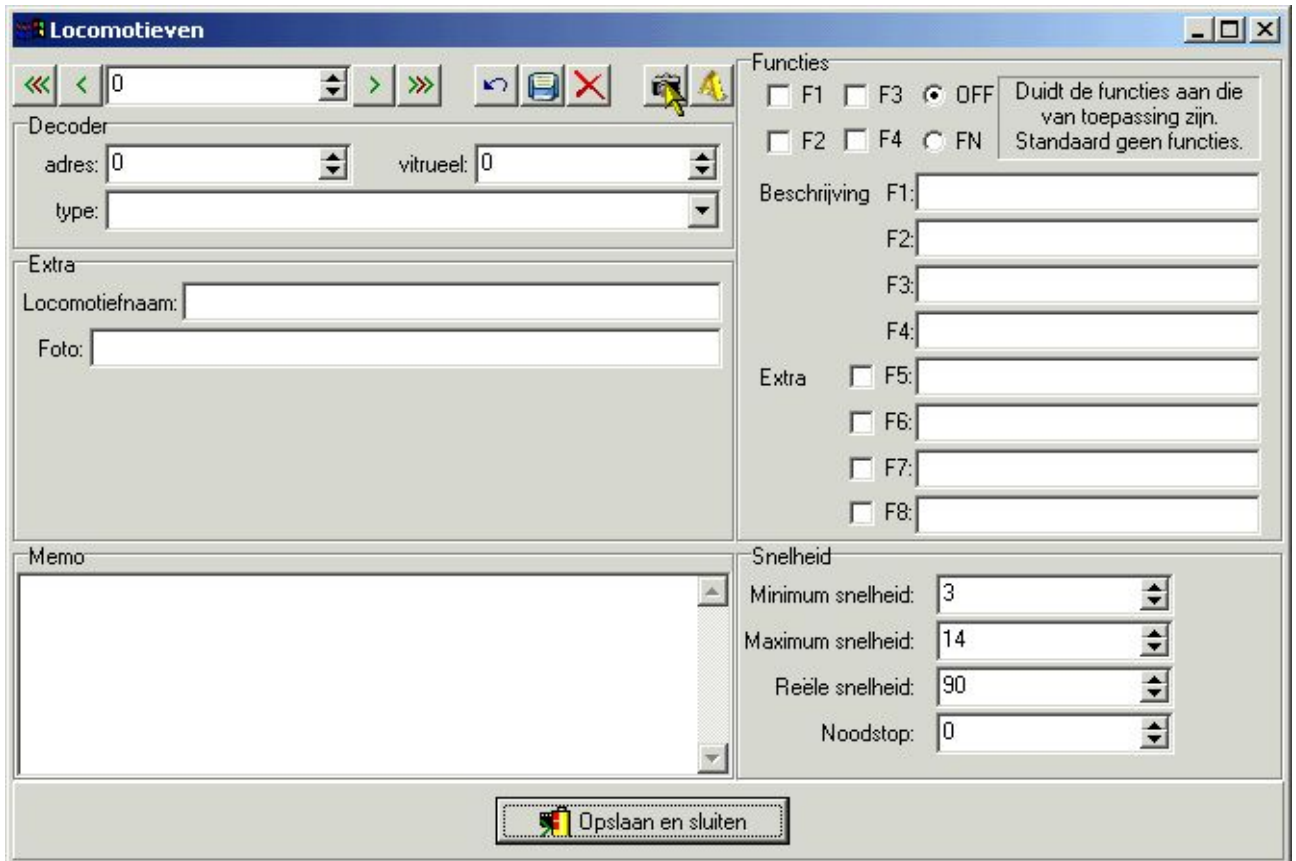 Locomotieven
0
Decoder
adres: 0 vitrueel: 0
type:
Extra
Locomotiefnaam:
Foto:
Memo
Functies
F1 F3 OFF
F2 F4 FN
Duidt de functies aan die
van toepassing zijn.
Standaard geen functies.
Beschrijving F1:
F2:
F3:
F4:
Extra F5:
F6:
F7:
F8:
Snelheid
Minimum snelheid: 3
Maximum snelheid: 14
Reële snelheid: 90
Noodstop: 0
Opslaan en sluiten